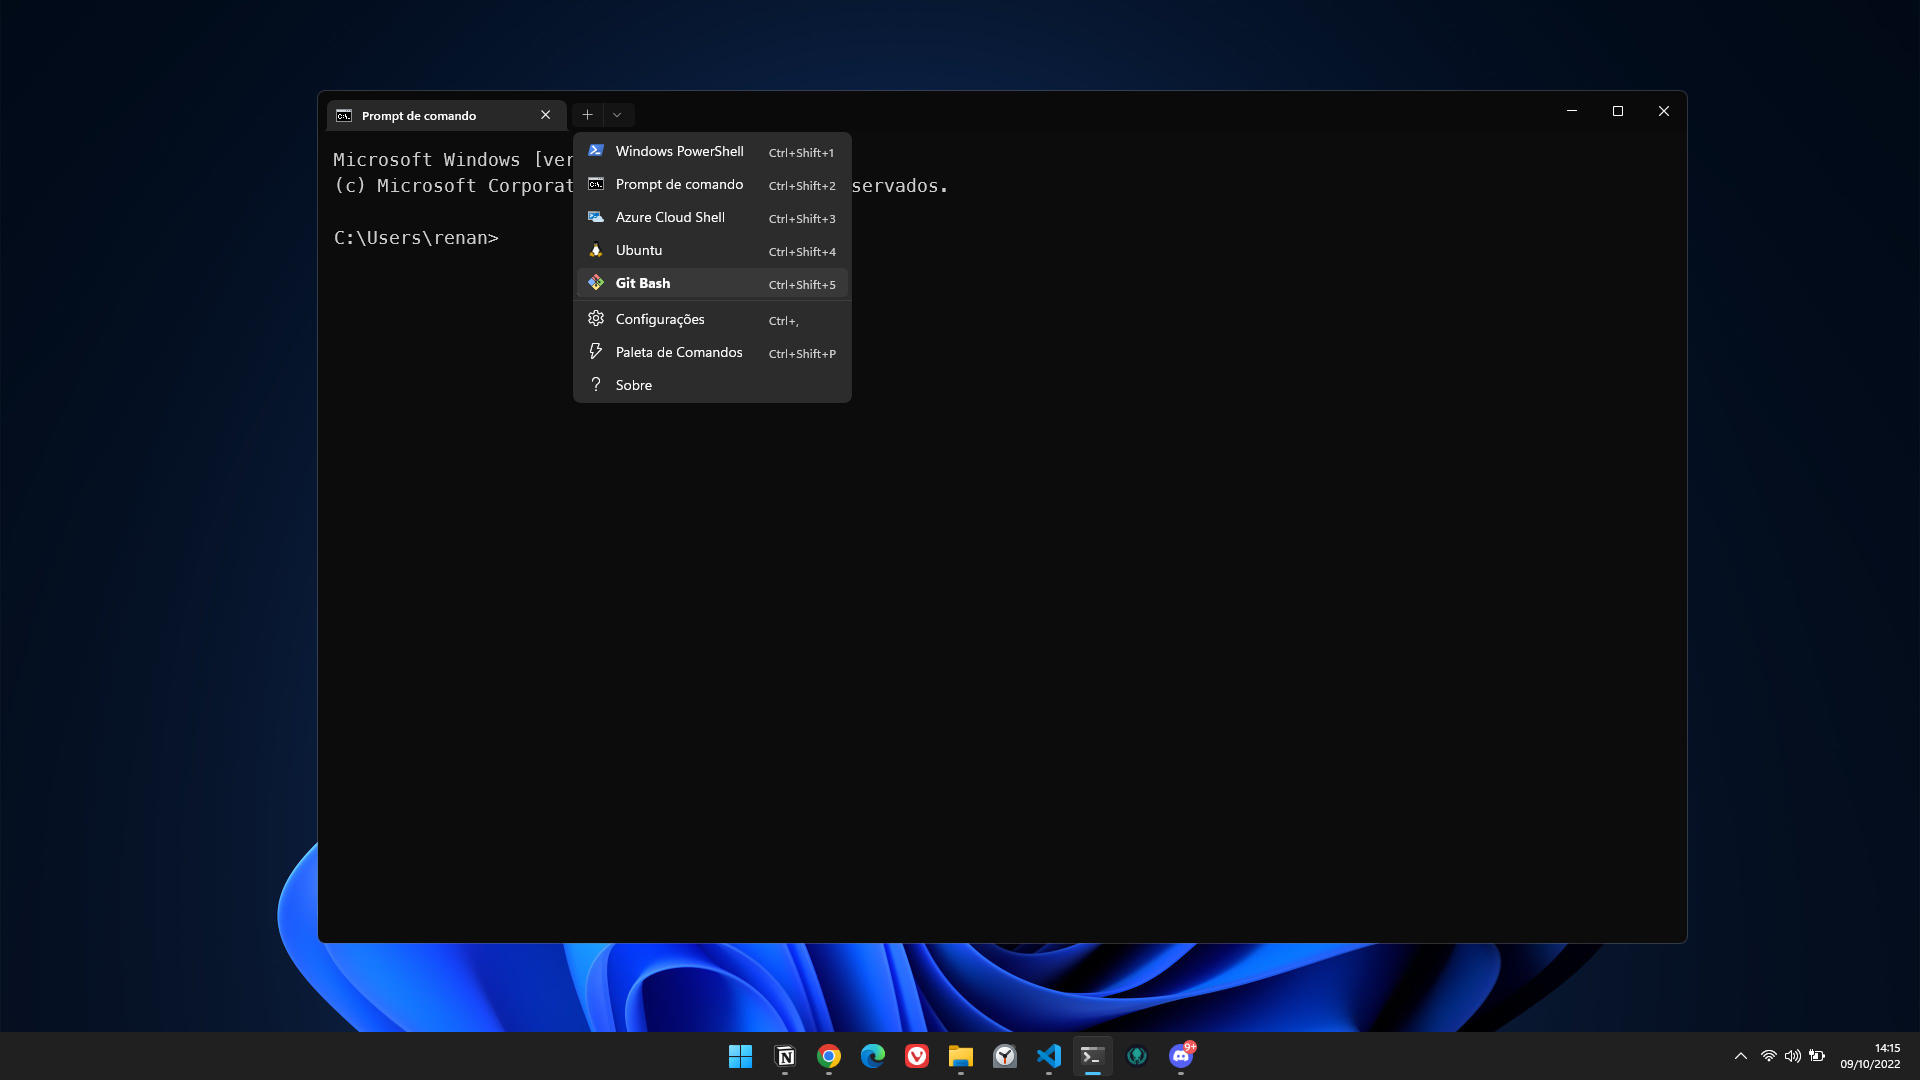 Prompt de comando
Microsoft Windows [ver
(c) Microsoft Corporat servados.
C:\Users\renan>
Windows PowerShell Ctrl+Shift+1
Prompt de comando Ctrl+Shift+2
Azure Cloud Shell Ctrl+Shift+3
Ubuntu Ctrl+Shift+4
Git Bash Ctrl+Shift+5
Configurações Ctrl+,
Paleta de Comandos Ctrl+Shift+P
? Sobre
9+
14:15
09/10/2022